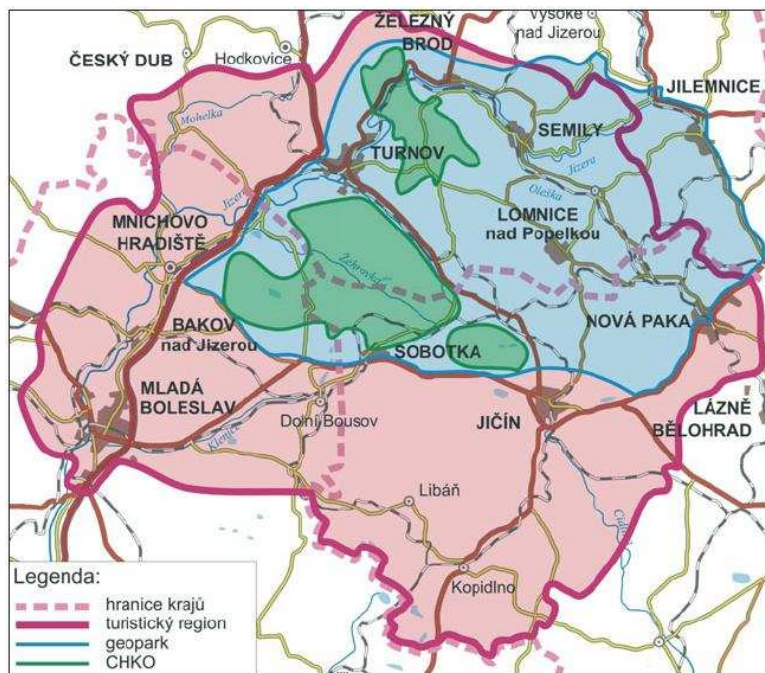 ŽELEZNÝ
BROD
Vysoké
nad Jizerou
ČESKÝ DUB
Hodkovice
JILEMNICE
Mohelka
SEMILY
TURNOV
Jizera
Oleška
Jizera
MNICHOVO
HRADIŠTĚ
LOMNICE
nad Popelkou
Žehrovka
NOVÁ PAKA
BAKOV
nad Jizerou
SOBOTKA
MLADÁ
BOLESLAV
LÁZNĚ
BĚLOHRAD
Dolní Bousov
JIČÍN
Klenice
Libáň
Cidlina
Kopidlno
Legenda:
hranice krajů
turistický region
geopark
CHKO